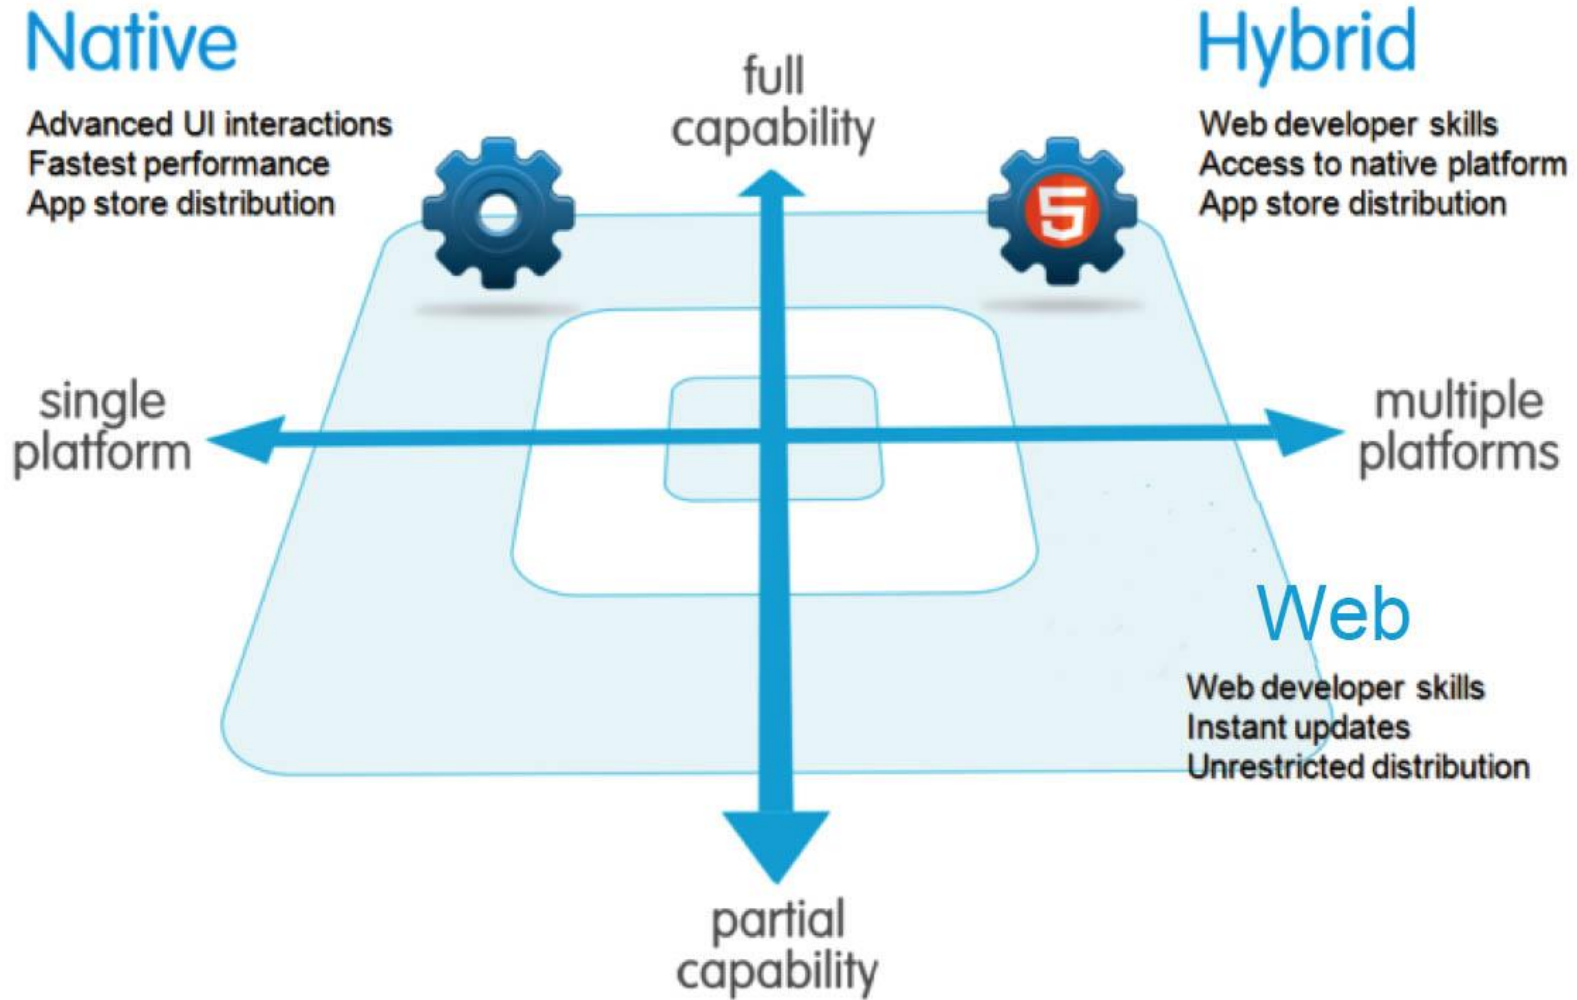 Native
Advanced UI interactions
Fastest performance
App store distribution
full
capability
Hybrid
Web developer skills
Access to native platform
App store distribution
5
single
platform
multiple
platforms
Web
Web developer skills
Instant updates
Unrestricted distribution
partial
capability